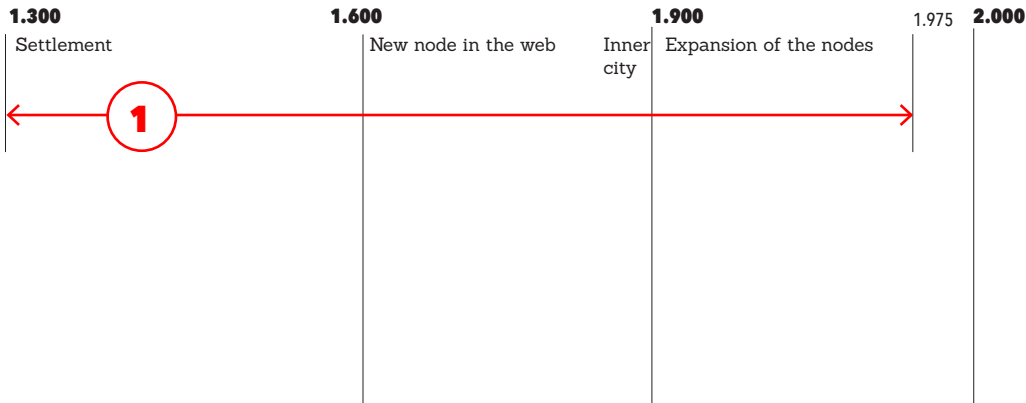 1.300 1.600 1.900 1.975 2.000
Settlement New node in the web Inner Expansion of the nodes
city
1